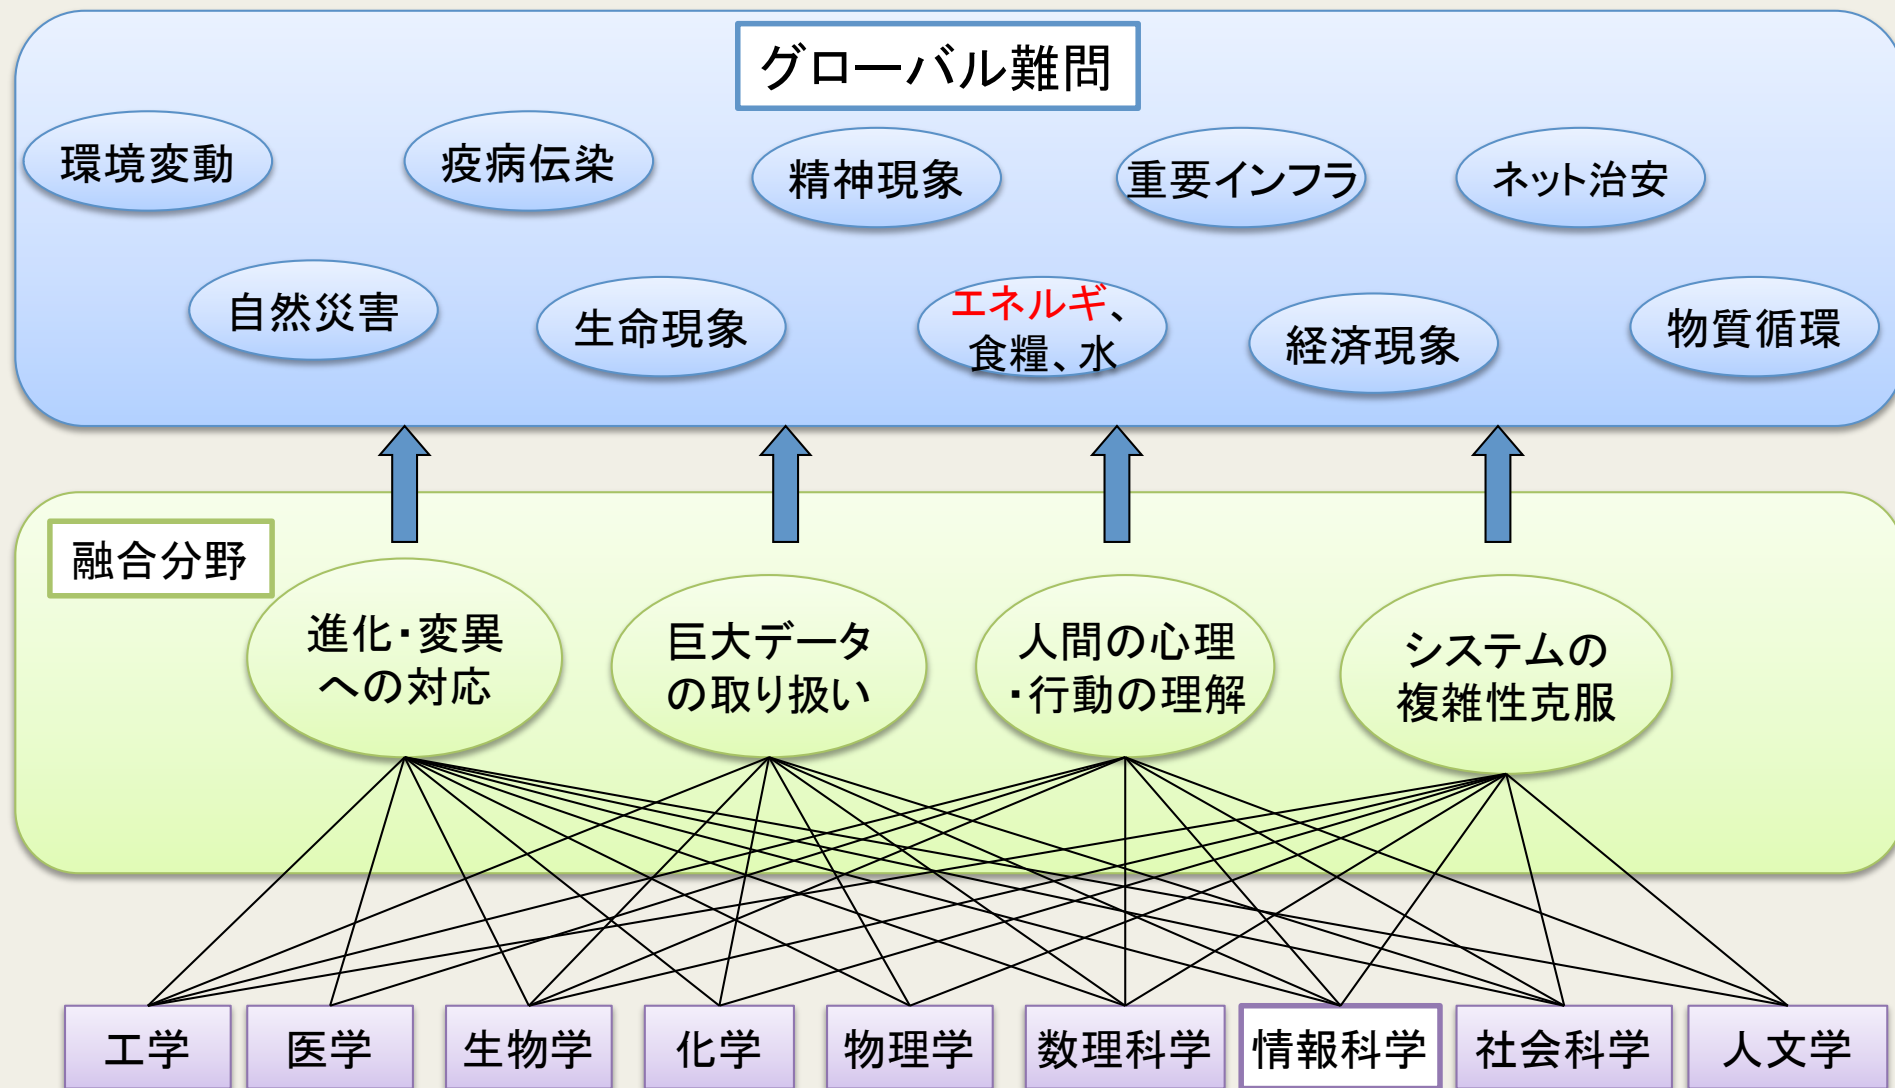 グローバル難問
環境変動
疫病伝染
精神現象
重要インフラ
ネット治安
自然災害
生命現象
エネルギ、
食糧、水
経済現象
物質循環
融合分野
進化・変異
への対応
巨大データ
の取り扱い
人間の心理
・行動の理解
システムの
複雑性克服
工学
医学
生物学
化学
物理学
数理科学
情報科学
社会科学
人文学